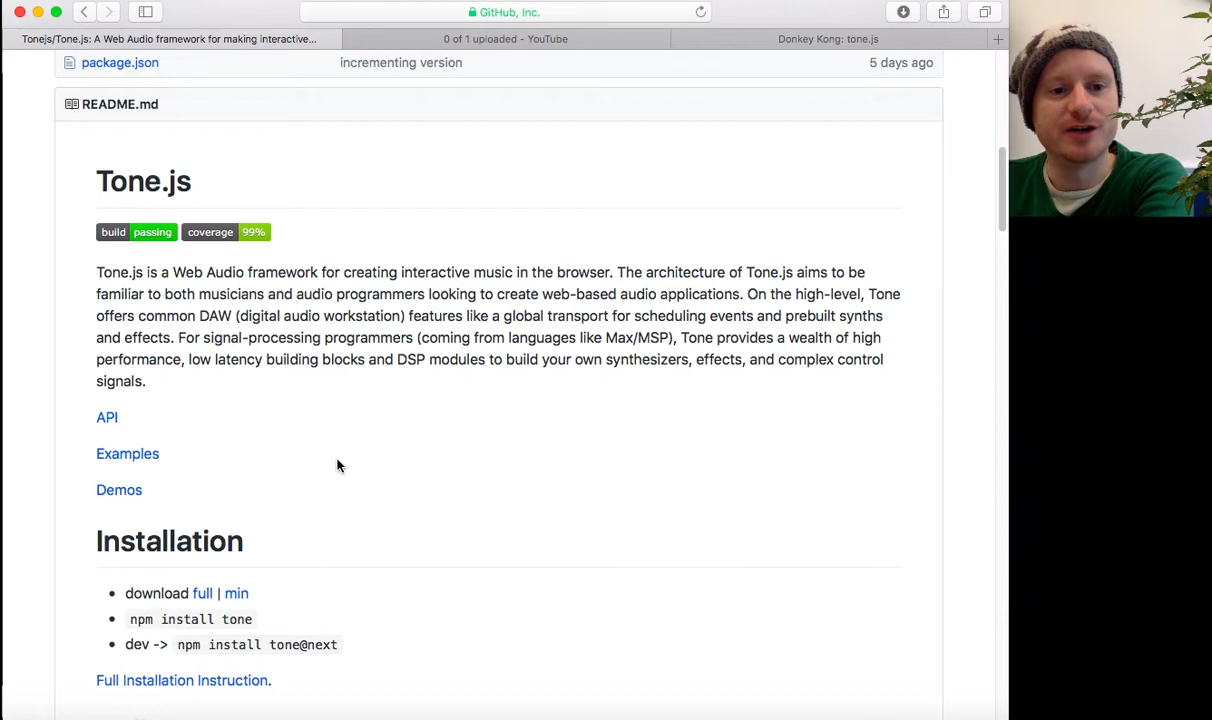 GitHub, Inc.
Tonejs/Tone.js: A Web Audio framework for making interactive...
0 of 1 uploaded - YouTube
Donkey Kong: tone.js
package.json
incrementing version
5 days ago
README.md
Tone.js
build passing coverage 99%
Tone.js is a Web Audio framework for creating interactive music in the browser. The architecture of Tone.js aims to be
familiar to both musicians and audio programmers looking to create web-based audio applications. On the high-level, Tone
offers common DAW (digital audio workstation) features like a global transport for scheduling events and prebuilt synths
and effects. For signal-processing programmers (coming from languages like Max/MSP), Tone provides a wealth of high
performance, low latency building blocks and DSP modules to build your own synthesizers, effects, and complex control
signals.
API
Examples
Demos
Installation
• download full | min
• npm install tone
• dev -> npm install tone@next
Full Installation Instruction.